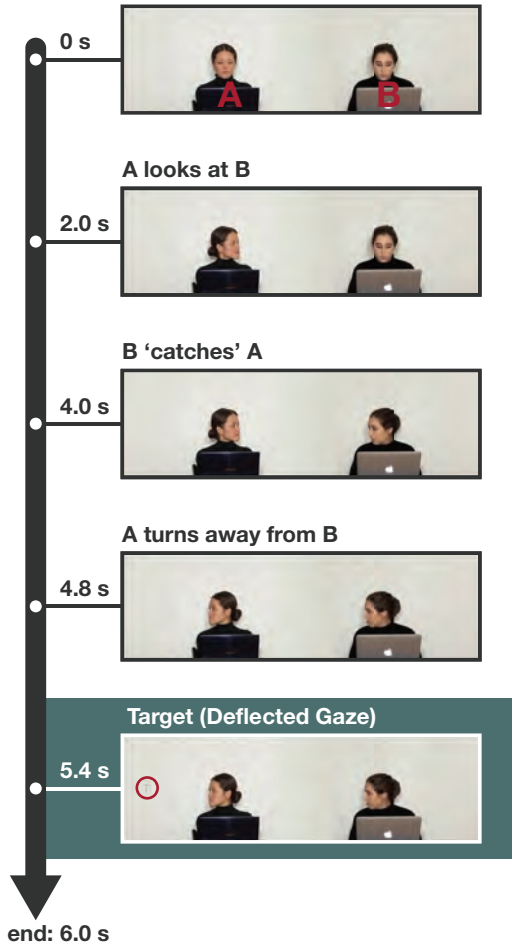 0 s
A
B
A looks at B
2.0 s
B ‘catches’ A
4.0 s
A turns away from B
4.8 s
Target (Deflected Gaze)
5.4 s
T
end: 6.0 s